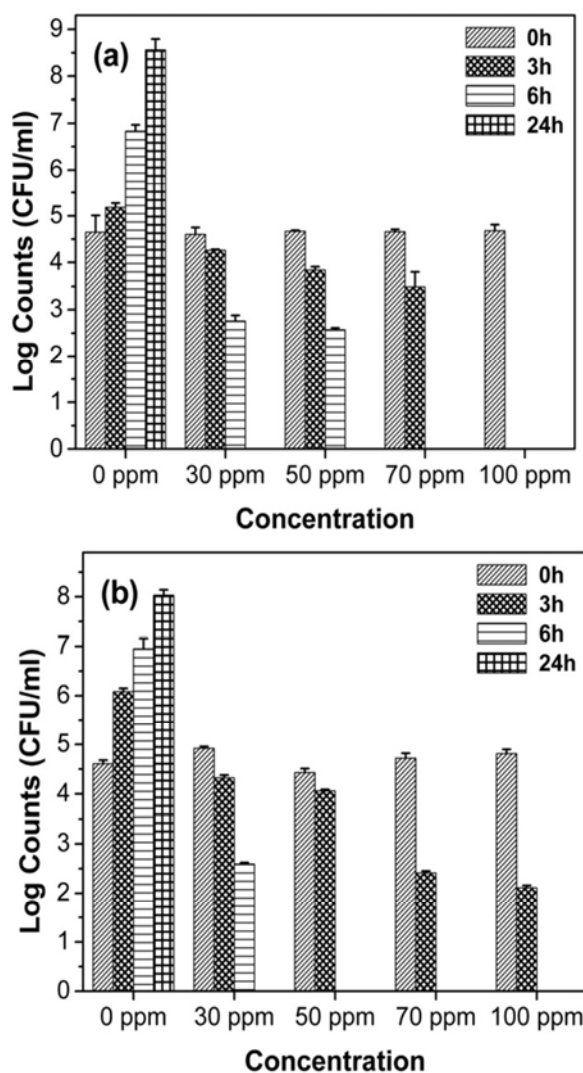 (a)
0h
3h
6h
24h
9
8
7
6
5
4
3
2
1
0
Log Counts (CFU/ml)
0 ppm 30 ppm 50 ppm 70 ppm 100 ppm
Concentration
(b)
0h
3h
6h
24h
8
7
6
5
4
3
2
1
0
Log Counts (CFU/ml)
0 ppm 30 ppm 50 ppm 70 ppm 100 ppm
Concentration